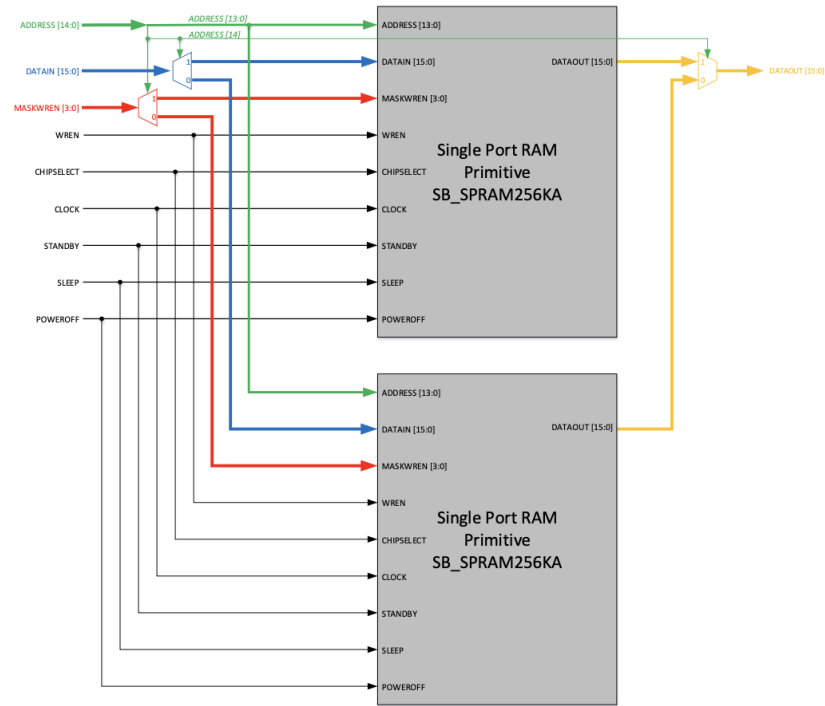 ADDRESS [14:0]
ADDRESS [13:0]
ADDRESS [13:0]
ADDRESS [14]
DATAIN [15:0]
1
0
DATAIN [15:0]
DATAOUT [15:0]
1
0
DATAOUT [15:0]
MASKWREN [3:0]
1
0
MASKWREN [3:0]
WREN
WREN
Single Port RAM
Primitive
SB_SPRAM256KA
CHIPSELECT
CHIPSELECT
CLOCK
CLOCK
STANDBY
STANDBY
SLEEP
SLEEP
POWEROFF
POWEROFF
ADDRESS [13:0]
DATAIN [15:0]
DATAOUT [15:0]
MASKWREN [3:0]
WREN
Single Port RAM
Primitive
SB_SPRAM256KA
CHIPSELECT
CLOCK
STANDBY
SLEEP
POWEROFF